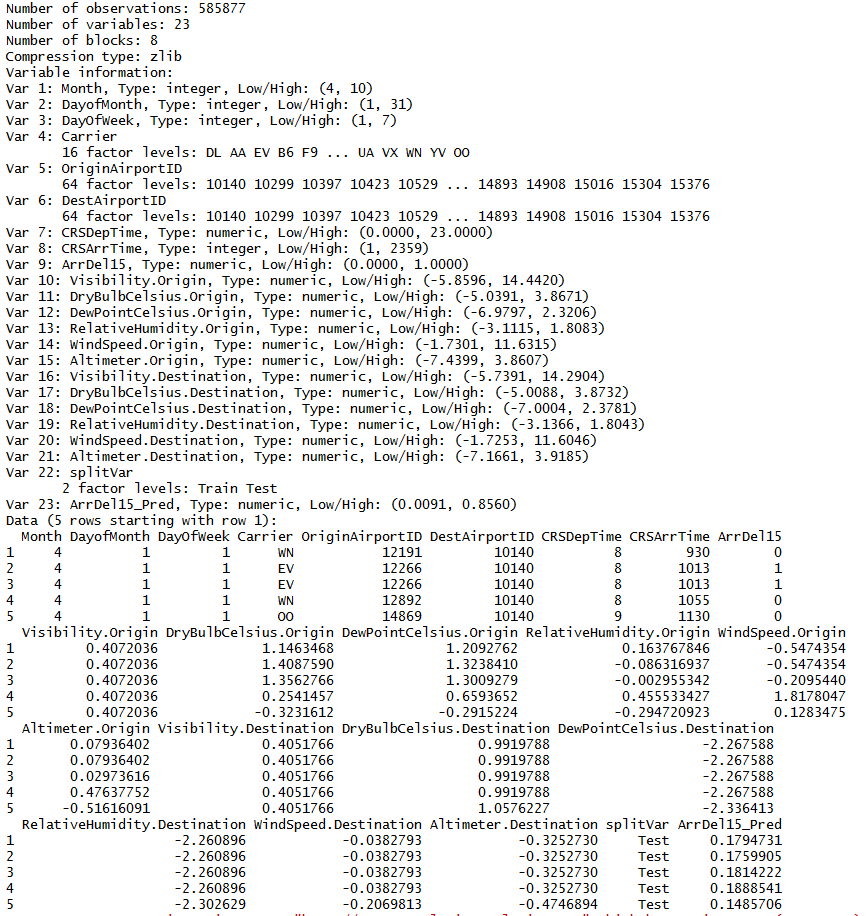 Number of observations: 585877
Number of variables: 23
Number of blocks: 8
Compression type: zlib
Variable information:
Var 1: Month, Type: integer, Low/High: (4, 10)
Var 2: DayofMonth, Type: integer, Low/High: (1, 31)
Var 3: DayOfWeek, Type: integer, Low/High: (1, 7)
Var 4: Carrier
       16 factor levels: DL AA EV B6 F9 ... UA VX WN YV OO
Var 5: OriginAirportID
       64 factor levels: 10140 10299 10397 10423 10529 ... 14893 14908 15016 15304 15376
Var 6: DestAirportID
       64 factor levels: 10140 10299 10397 10423 10529 ... 14893 14908 15016 15304 15376
Var 7: CRSDepTime, Type: numeric, Low/High: (0.0000, 23.0000)
Var 8: CRSArrTime, Type: integer, Low/High: (1, 2359)
Var 9: ArrDel15, Type: numeric, Low/High: (0.0000, 1.0000)
Var 10: Visibility.Origin, Type: numeric, Low/High: (-5.8596, 14.4420)
Var 11: DryBulbCelsius.Origin, Type: numeric, Low/High: (-5.0391, 3.8671)
Var 12: DewPointCelsius.Origin, Type: numeric, Low/High: (-6.9797, 2.3206)
Var 13: RelativeHumidity.Origin, Type: numeric, Low/High: (-3.1115, 1.8083)
Var 14: WindSpeed.Origin, Type: numeric, Low/High: (-1.7301, 11.6315)
Var 15: Altimeter.Origin, Type: numeric, Low/High: (-7.4399, 3.8607)
Var 16: Visibility.Destination, Type: numeric, Low/High: (-5.7391, 14.2904)
Var 17: DryBulbCelsius.Destination, Type: numeric, Low/High: (-5.0088, 3.8732)
Var 18: DewPointCelsius.Destination, Type: numeric, Low/High: (-7.0004, 2.3781)
Var 19: RelativeHumidity.Destination, Type: numeric, Low/High: (-3.1366, 1.8043)
Var 20: WindSpeed.Destination, Type: numeric, Low/High: (-1.7253, 11.6046)
Var 21: Altimeter.Destination, Type: numeric, Low/High: (-7.1661, 3.9185)
Var 22: splitVar
       2 factor levels: Train Test
Var 23: ArrDel15_Pred, Type: numeric, Low/High: (0.0091, 0.8560)
Data (5 rows starting with row 1):
  Month DayofMonth DayOfWeek Carrier OriginAirportID DestAirportID CRSDepTime CRSArrTime ArrDel15
1     4          1         1      WN           12191         10140          8        930        0
2     4          1         1      EV           12266         10140          8       1013        1
3     4          1         1      EV           12266         10140          8       1013        1
4     4          1         1      WN           12892         10140          8       1055        0
5     4          1         1      OO           14869         10140          9       1130        0
  Visibility.Origin DryBulbCelsius.Origin DewPointCelsius.Origin RelativeHumidity.Origin WindSpeed.Origin
1         0.4072036             1.1463468              1.2092762             0.163767846       -0.5474354
2         0.4072036             1.4087590              1.3238410            -0.086316937       -0.5474354
3         0.4072036             1.3562766              1.3009279            -0.002955342       -0.2095440
4         0.4072036             0.2541457              0.6593652             0.455533427        1.8178047
5         0.4072036            -0.3231612             -0.2915224            -0.294720923        0.1283475
  Altimeter.Origin Visibility.Destination DryBulbCelsius.Destination DewPointCelsius.Destination
1       0.07936402              0.4051766                  0.9919788                   -2.267588
2       0.07936402              0.4051766                  0.9919788                   -2.267588
3       0.02973616              0.4051766                  0.9919788                   -2.267588
4       0.47637752              0.4051766                  0.9919788                   -2.267588
5      -0.51616091              0.4051766                  1.0576227                   -2.336413
  RelativeHumidity.Destination WindSpeed.Destination Altimeter.Destination splitVar ArrDel15_Pred
1                    -2.260896            -0.0382793            -0.3252730     Test     0.1794731
2                    -2.260896            -0.0382793            -0.3252730     Test     0.1759905
3                    -2.260896            -0.0382793            -0.3252730     Test     0.1814222
4                    -2.260896            -0.0382793            -0.3252730     Test     0.1888541
5                    -2.302629            -0.2069813            -0.4746894     Test     0.1485706